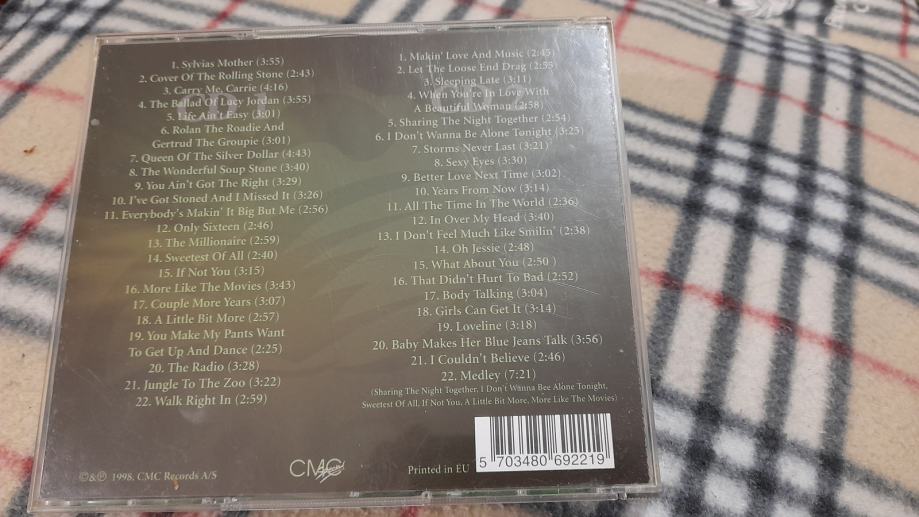 CD 1
1. Sylvias Mother (3:55)
2. Cover Of The Rolling Stone (2:43)
3. Carry Me, Carrie (4:16)
4. The Ballad Of Lucy Jordan (3:55)
5. Life Ain't Easy (3:01)
6. Rolan The Roadie And
Gertrud The Groupie (3:01)
7. Queen Of The Silver Dollar (4:43)
8. The Wonderful Soup Stone (3:40)
9. You Ain't Got The Right (3:29)
10. I've Got Stoned And I Missed It (3:26)
11. Everybody's Makin' It Big But Me (2:56)
12. Only Sixteen (2:46)
13. The Millionaire (2:59)
14. Sweetest Of All (2:40)
15. If Not You (3:15)
16. More Like The Movies (3:43)
17. Couple More Years (3:07)
18. A Little Bit More (2:57)
19. You Make My Pants Want
To Get Up And Dance (2:25)
20. The Radio (3:28)
21. Jungle To The Zoo (3:22)
22. Walk Right In (2:59)
1. Makin' Love And Music (2:45)
2. Let The Loose End Drag (2:55)
3. Sleeping Late (3:11)
4. When You're In Love With
A Beautiful Woman (2:58)
5. Sharing The Night Together (2:54)
6. I Don't Wanna Be Alone Tonight (3:25)
7. Storms Never Last (3:21)
8. Sexy Eyes (3:30)
9. Better Love Next Time (3:02)
10. Years From Now (3:14)
11. All The Time In The World (2:36)
12. In Over My Head (3:40)
13. I Don't Feel Much Like Smilin' (2:38)
14. Oh Jessie (2:48)
15. What About You (2:50 )
16. That Didn't Hurt To Bad (2:52)
17. Body Talking (3:04)
18. Girls Can Get It (3:14)
19. Loveline (3:18)
20. Baby Makes Her Blue Jeans Talk (3:56)
21. I Couldn't Believe (2:46)
22. Medley (7:21)
(Sharing The Night Together, I Don't Wanna Bee Alone Tonight,
Sweetest Of All, If Not You, A Little Bit More, More Like The Movies)
©&℗ 1998. CMC Records A/S
CMC
Printed in EU
5 703480 692219